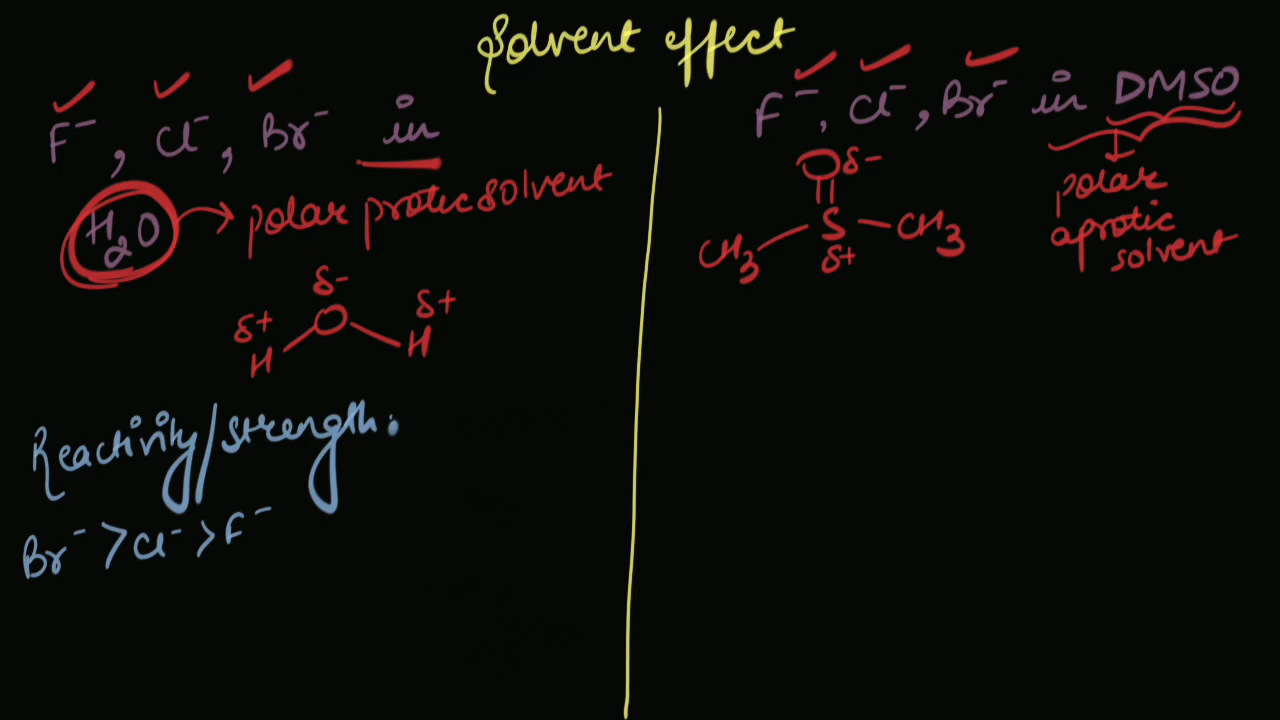 Solvent effect
F⁻, Cl⁻, Br⁻ in
H₂O → polar protic solvent
δ-
δ+ O δ+
H H
Reactivity/strength:
Br⁻ > Cl⁻ > F⁻
F⁻, Cl⁻, Br⁻ in DMSO
polar
aprotic
solvent
O δ-
CH₃ S CH₃
δ+